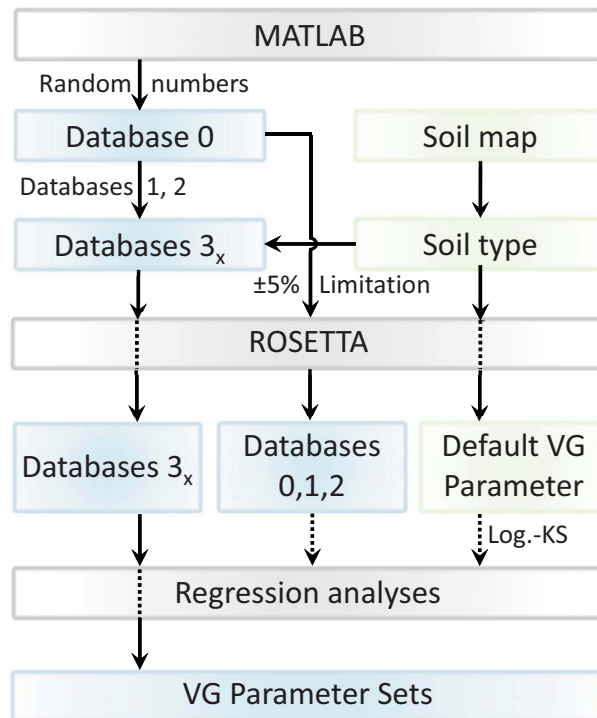 MATLAB
Random numbers
Database 0
Soil map
Databases 1, 2
Databases 3x
Soil type
±5% Limitation
ROSETTA
Databases 3x
Databases
0,1,2
Default VG
Parameter
Log.-KS
Regression analyses
VG Parameter Sets